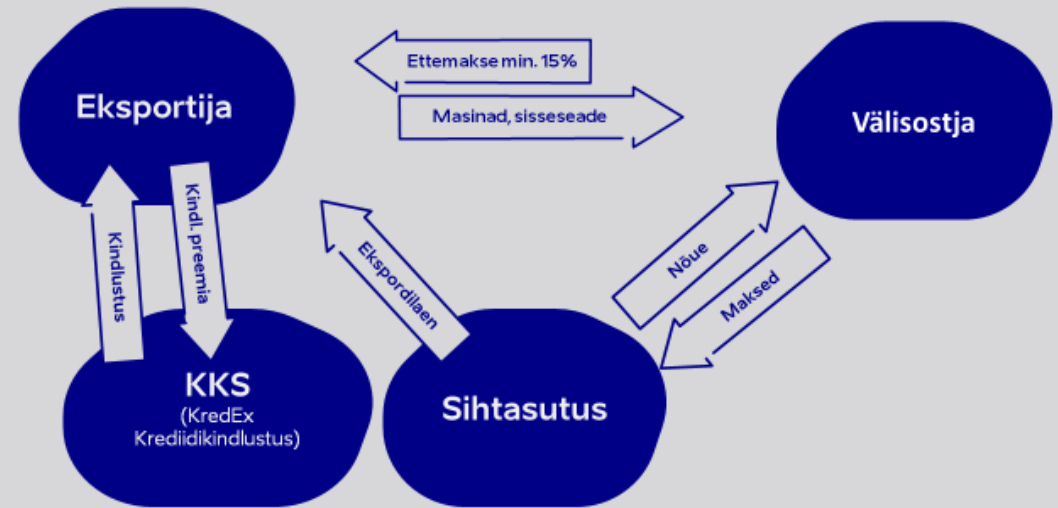 Eksportija
Ettemakse min. 15%
Masinad, sisseseade
Välisostja
Kindlustus
Kindl. preemia
Ekspordilaen
Nõue
Maksed
KKS
(KredEx
Krediidikindlustus)
Sihtasutus